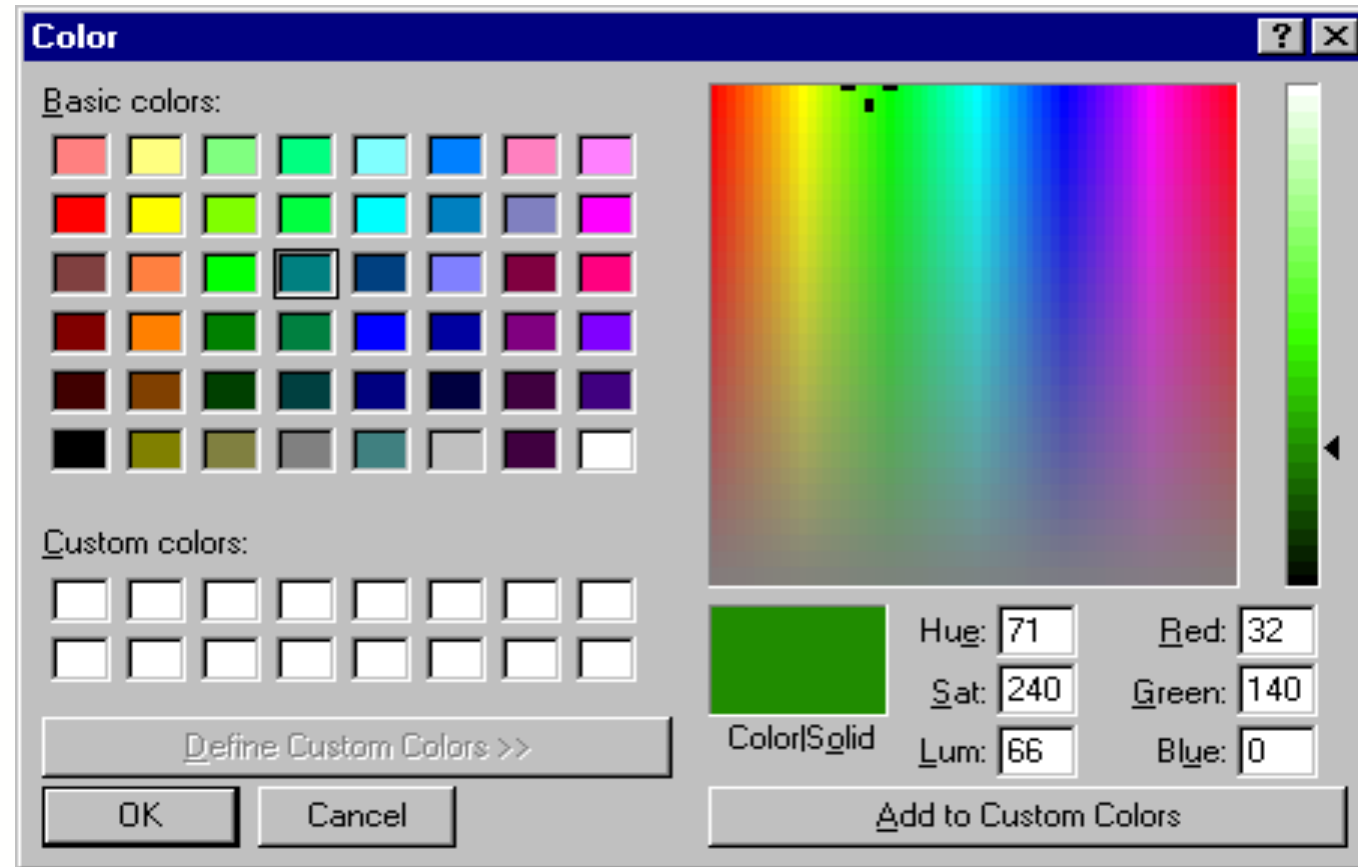 Color
Basic colors:
Custom colors:
Define Custom Colors >>
OK Cancel
Color|Solid
Hue: 71 Red: 32
Sat: 240 Green: 140
Lum: 66 Blue: 0
Add to Custom Colors